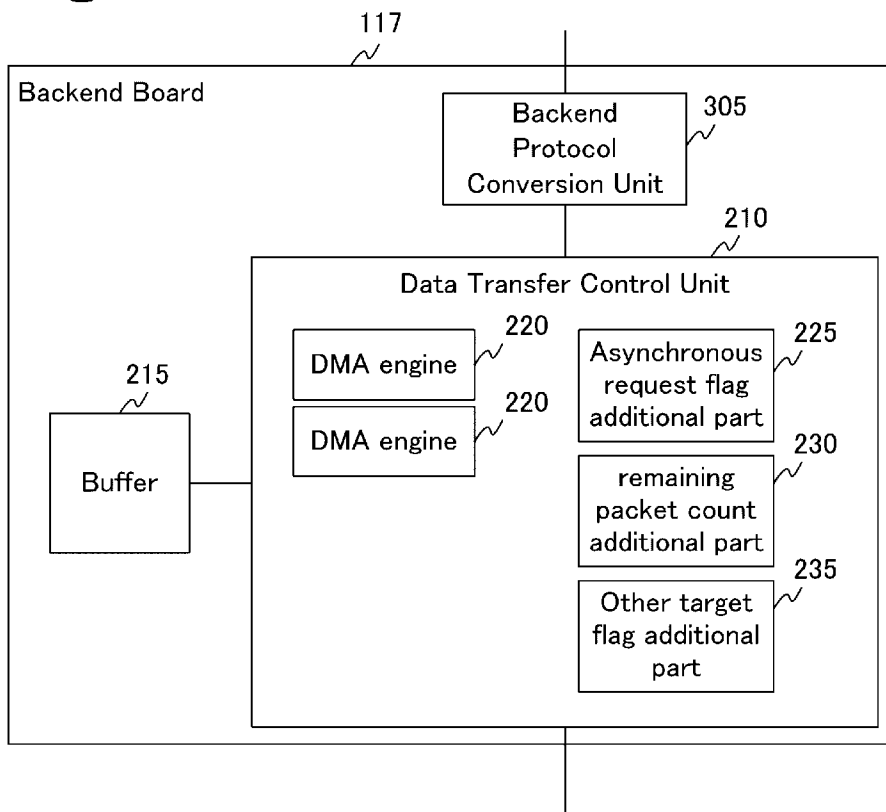 117
Backend Board
Backend
Protocol
Conversion Unit
305
210
Data Transfer Control Unit
DMA engine
220
DMA engine
220
Asynchronous
request flag
additional part
225
remaining
packet count
additional part
230
Other target
flag additional
part
235
215
Buffer